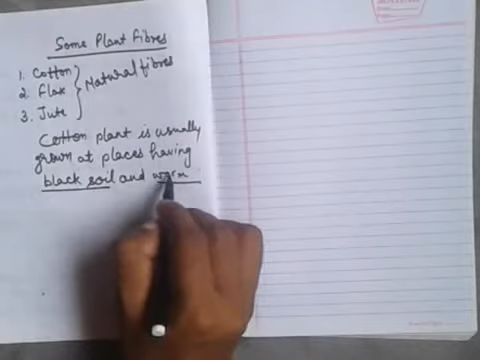 Some Plant Fibres
1. Cotton
2. Flax
3. Jute
Natural fibres
Cotton plant is usually
grown at places having
black soil and warm